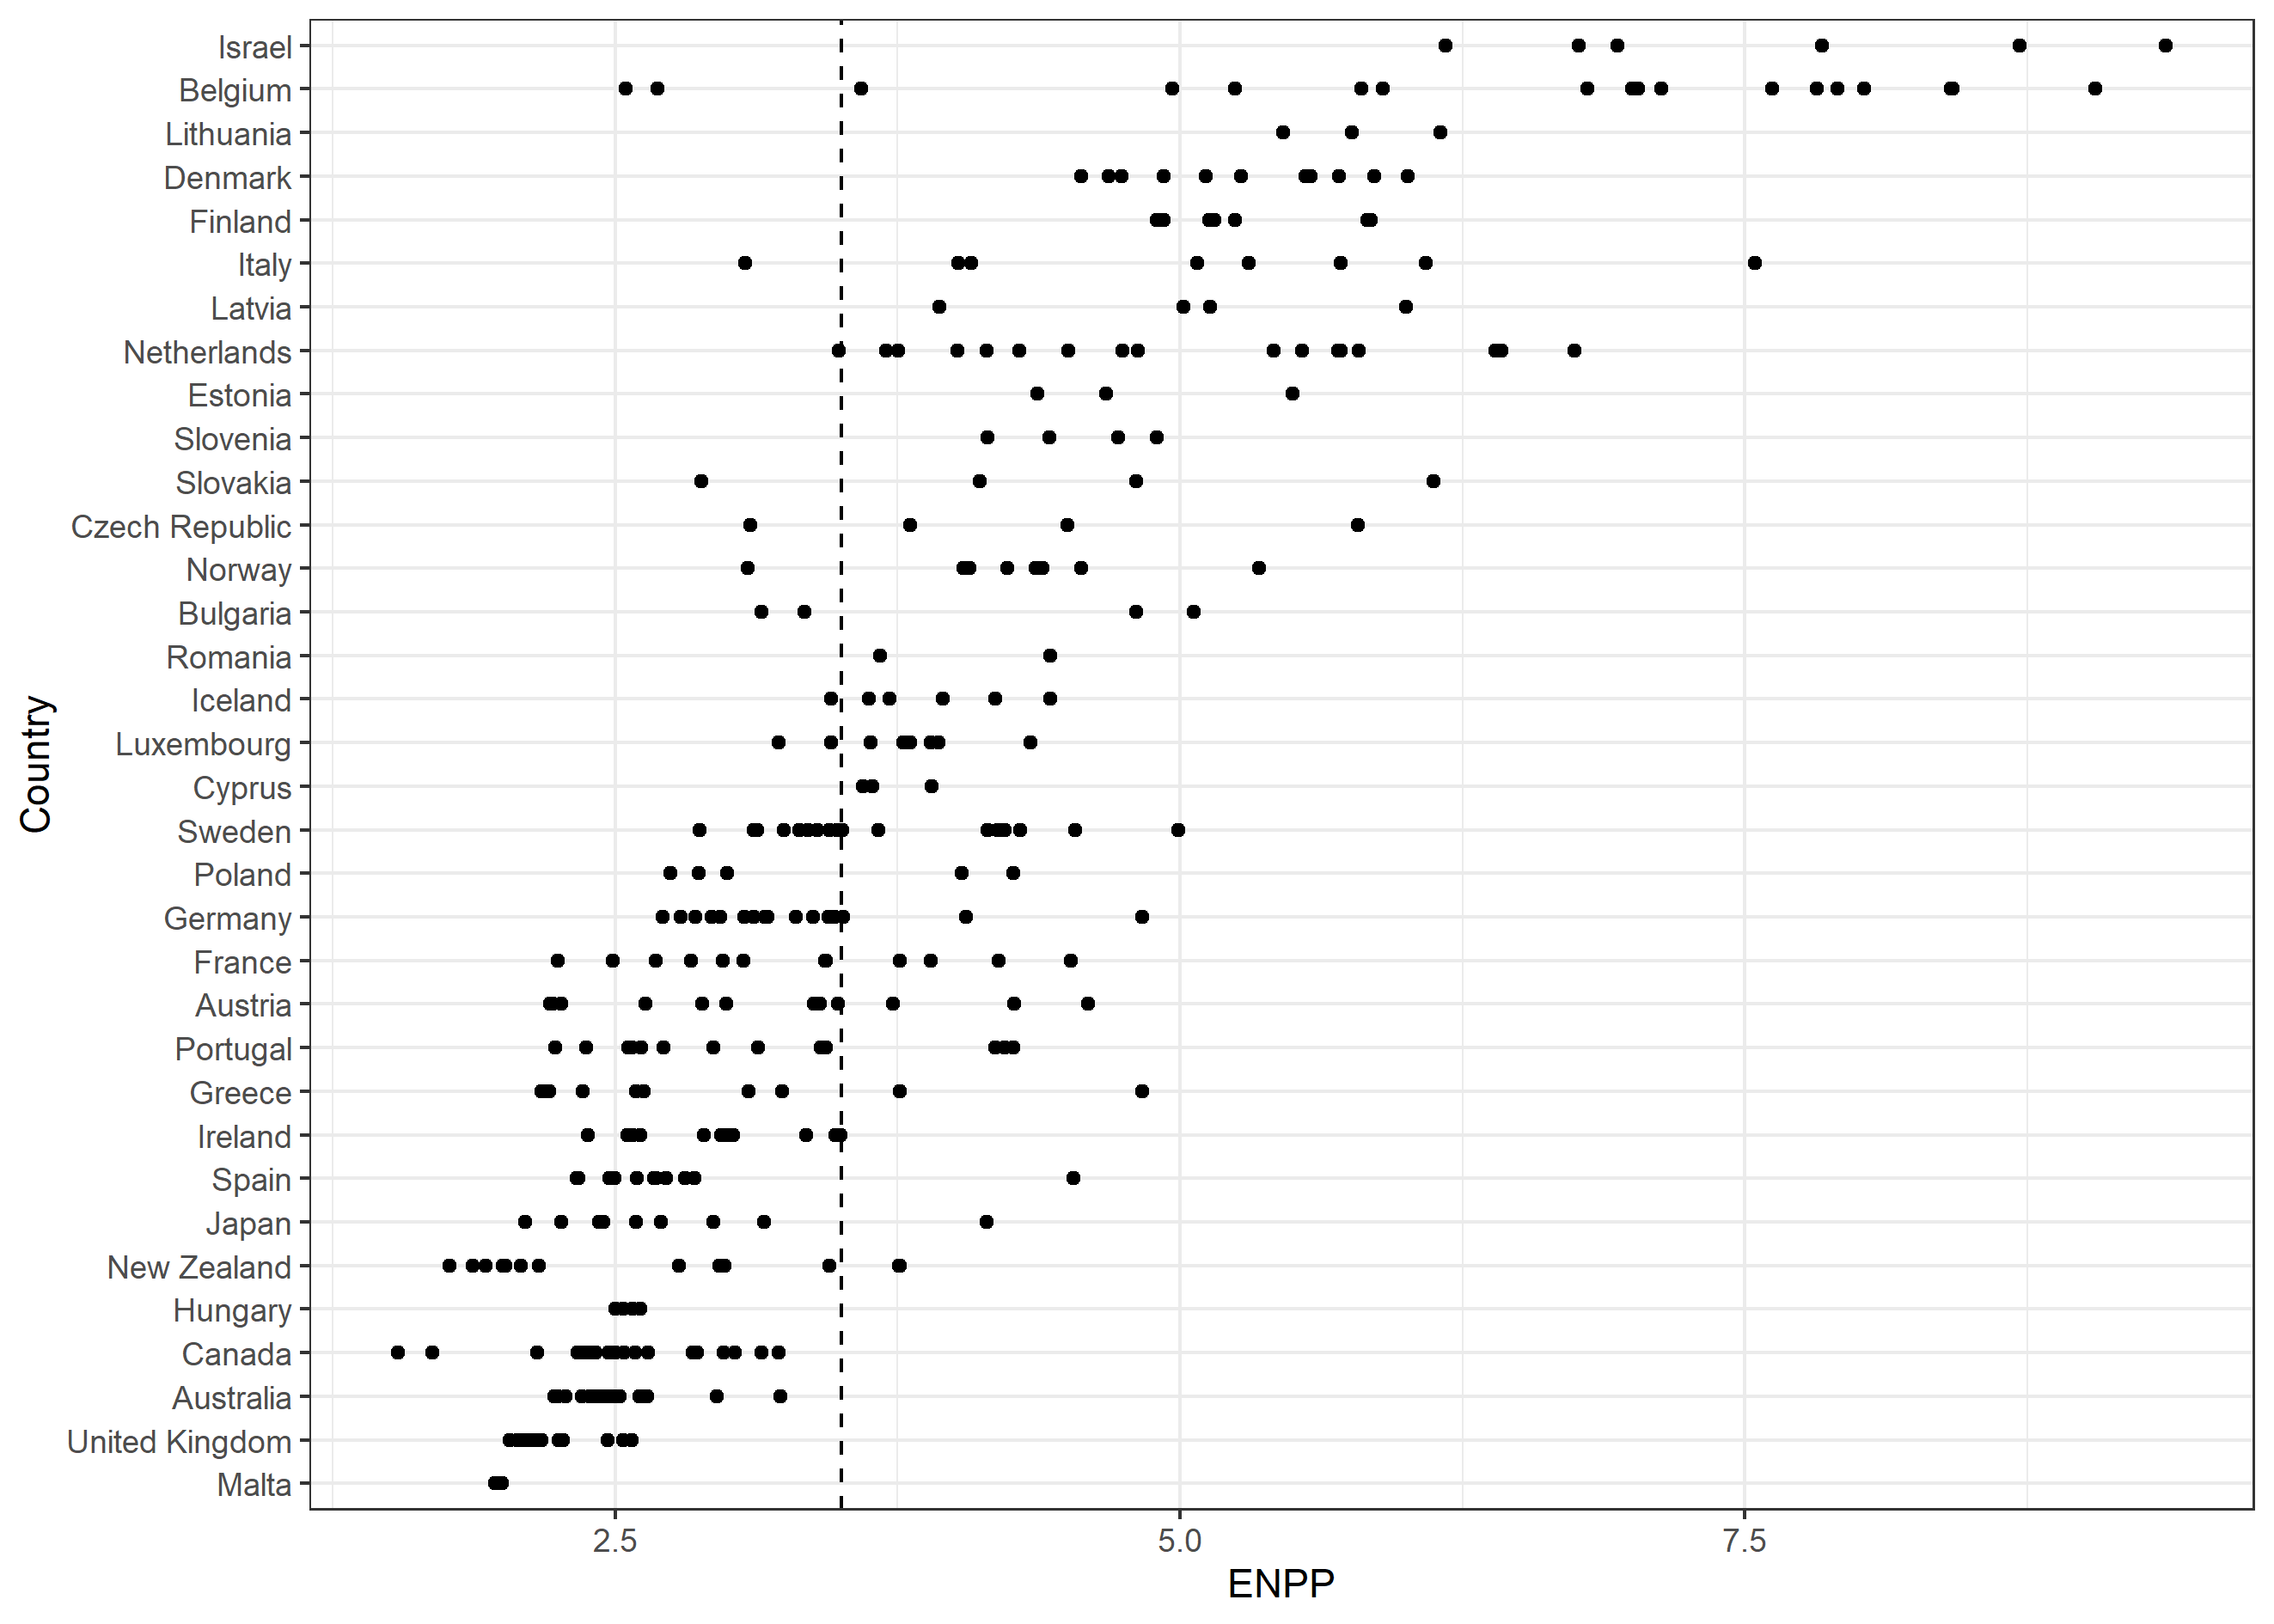 Israel
Belgium
Lithuania
Denmark
Finland
Italy
Latvia
Netherlands
Estonia
Slovenia
Slovakia
Czech Republic
Norway
Bulgaria
Romania
Iceland
Luxembourg
Cyprus
Sweden
Poland
Germany
France
Austria
Portugal
Greece
Ireland
Spain
Japan
New Zealand
Hungary
Canada
Australia
United Kingdom
Malta
Country
2.5 5.0 7.5
ENPP